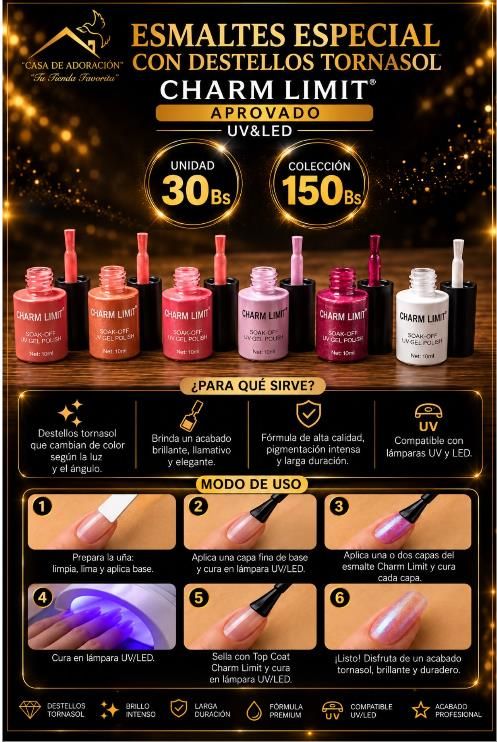 "CASA DE ADORACIÓN"
"Tu Tienda Favorita"
ESMALTES ESPECIAL
CON DESTELLOS TORNASOL
CHARM LIMIT®
APROVADO
UV&LED
UNIDAD
30 Bs
COLECCIÓN
150 Bs
CHARM LIMIT
SOAK-OFF
UV GEL POLISH
Net: 10ml
CHARM LIMIT
SOAK-OFF
UV GEL POLISH
Net: 10ml
CHARM LIMIT
SOAK-OFF
UV GEL POLISH
Net: 10ml
CHARM LIMIT
SOAK-OFF
UV GEL POLISH
Net: 10ml
CHARM LIMIT
SOAK-OFF
UV GEL POLISH
Net: 10ml
CHARM LIMIT
SOAK-OFF
UV GEL POLISH
Net: 10ml
¿PARA QUÉ SIRVE?
Destellos tornasol
que cambian de color
según la luz
y el ángulo.
Brinda un acabado
brillante, llamativo
y elegante.
Fórmula de alta calidad,
pigmentación intensa
y larga duración.
UV
Compatible con
lámparas UV y LED.
MODO DE USO
1
Prepara la uña:
limpia, lima y aplica base.
2
Aplica una capa fina de base
y cura en lámpara UV/LED.
3
Aplica una o dos capas del
esmalte Charm Limit y cura
cada capa.
4
Cura en lámpara UV/LED.
5
Sella con Top Coat
Charm Limit y cura
en lámpara UV/LED.
6
¡Listo! Disfruta de un acabado
tornasol, brillante y duradero.
DESTELLOS
TORNASOL
BRILLO
INTENSO
LARGA
DURACIÓN
FÓRMULA
PREMIUM
UV
COMPATIBLE
UV/LED
ACABADO
PROFESIONAL